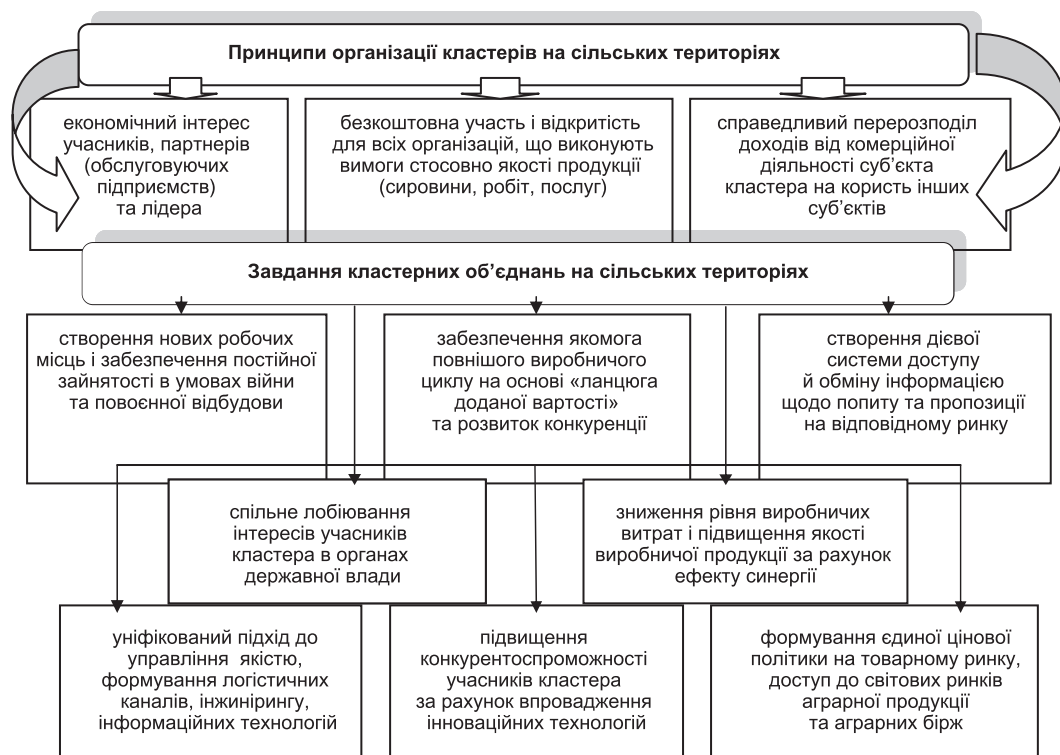 Принципи організації кластерів на сільських територіях
економічний інтерес
учасників, партнерів
(обслуговуючих
підприємств)
та лідера
безкоштовна участь і відкритість
для всіх організацій, що виконують
вимоги стосовно якості продукції
(сировини, робіт, послуг)
справедливий перерозподіл
доходів від комерційної
діяльності суб’єкта
кластера на користь інших
суб’єктів
Завдання кластерних об’єднань на сільських територіях
створення нових робочих
місць і забезпечення постійної
зайнятості в умовах війни
та повоєнної відбудови
забезпечення якомога
повнішого виробничого
циклу на основі «ланцюга
доданої вартості»
та розвиток конкуренції
створення дієвої
системи доступу
й обміну інформацією
щодо попиту та пропозиції
на відповідному ринку
спільне лобіювання
інтересів учасників
кластера в органах
державної влади
зниження рівня виробничих
витрат і підвищення якості
виробничої продукції за рахунок
ефекту синергії
уніфікований підхід до
управління якістю,
формування логістичних
каналів, інжинірингу,
інформаційних технологій
підвищення
конкурентоспроможності
учасників кластера
за рахунок впровадження
інноваційних технологій
формування єдиної цінової
політики на товарному ринку,
доступ до світових ринків
аграрної продукції
та аграрних бірж